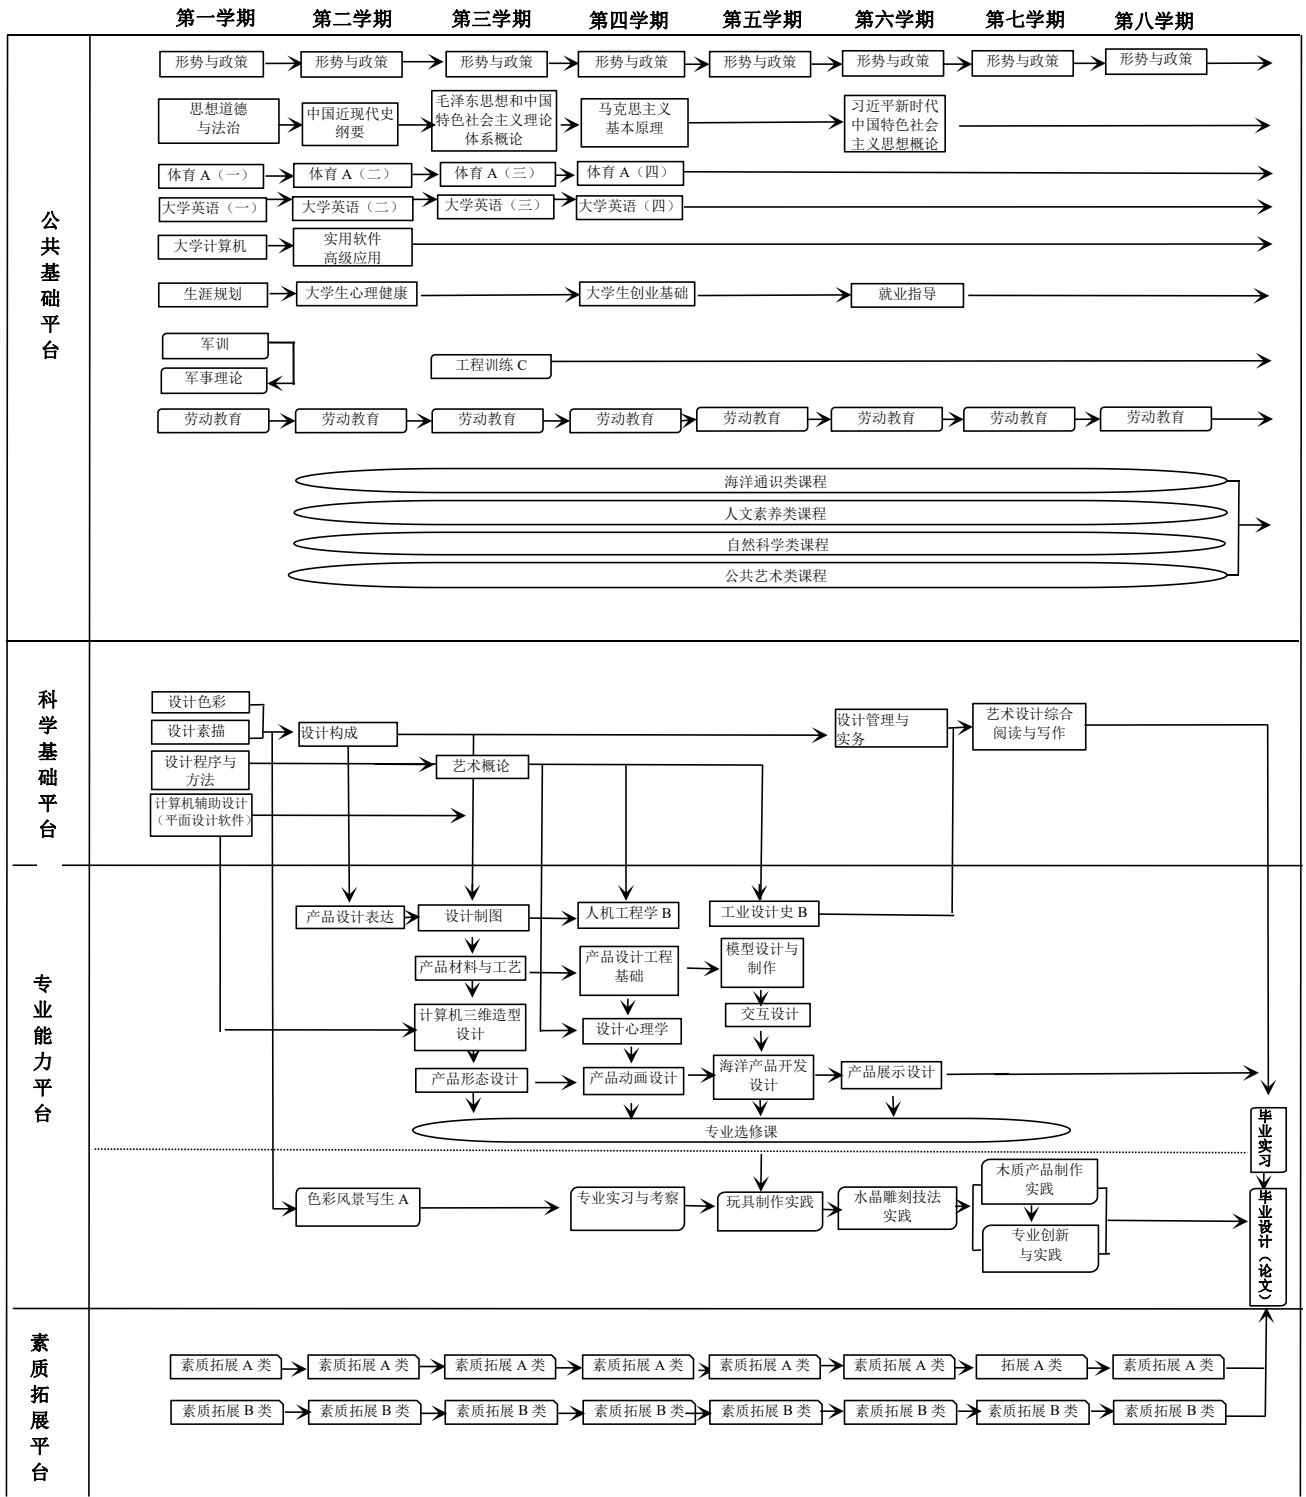 第一学期 第二学期 第三学期 第四学期 第五学期 第六学期 第七学期 第八学期
公共基础平台
形势与政策 形势与政策 形势与政策 形势与政策 形势与政策 形势与政策 形势与政策 形势与政策
思想道德
与法治
中国近现代史
纲要
毛泽东思想和中国
特色社会主义理论
体系概论
马克思主义
基本原理
习近平新时代
中国特色社会
主义思想概论
体育 A（一） 体育 A（二） 体育 A（三） 体育 A（四）
大学英语（一） 大学英语（二） 大学英语（三） 大学英语（四）
大学计算机
实用软件
高级应用
生涯规划 大学生心理健康 大学生创业基础 就业指导
军训
军事理论
工程训练 C
劳动教育 劳动教育 劳动教育 劳动教育 劳动教育 劳动教育 劳动教育 劳动教育
海洋通识类课程
人文素养类课程
自然科学类课程
公共艺术类课程
科学基础平台
设计色彩
设计素描
设计构成
设计管理与
实务
艺术设计综合
阅读与写作
设计程序与
方法
艺术概论
计算机辅助设计
（平面设计软件）
专业能力平台
产品设计表达 设计制图 人机工程学 B 工业设计史 B
产品材料与工艺
产品设计工程
基础
模型设计与
制作
计算机三维造型
设计
设计心理学
交互设计
产品形态设计
产品动画设计
海洋产品开发
设计
产品展示设计
专业选修课
毕业实习
色彩风景写生 A
专业实习与考察
玩具制作实践
水晶雕刻技法
实践
木质产品制作
实践
专业创新
与实践
毕业设计（论文）
素质拓展平台
素质拓展 A 类 素质拓展 A 类 素质拓展 A 类 素质拓展 A 类 素质拓展 A 类 素质拓展 A 类 拓展 A 类 素质拓展 A 类
素质拓展 B 类 素质拓展 B 类 素质拓展 B 类 素质拓展 B 类 素质拓展 B 类 素质拓展 B 类 素质拓展 B 类 素质拓展 B 类